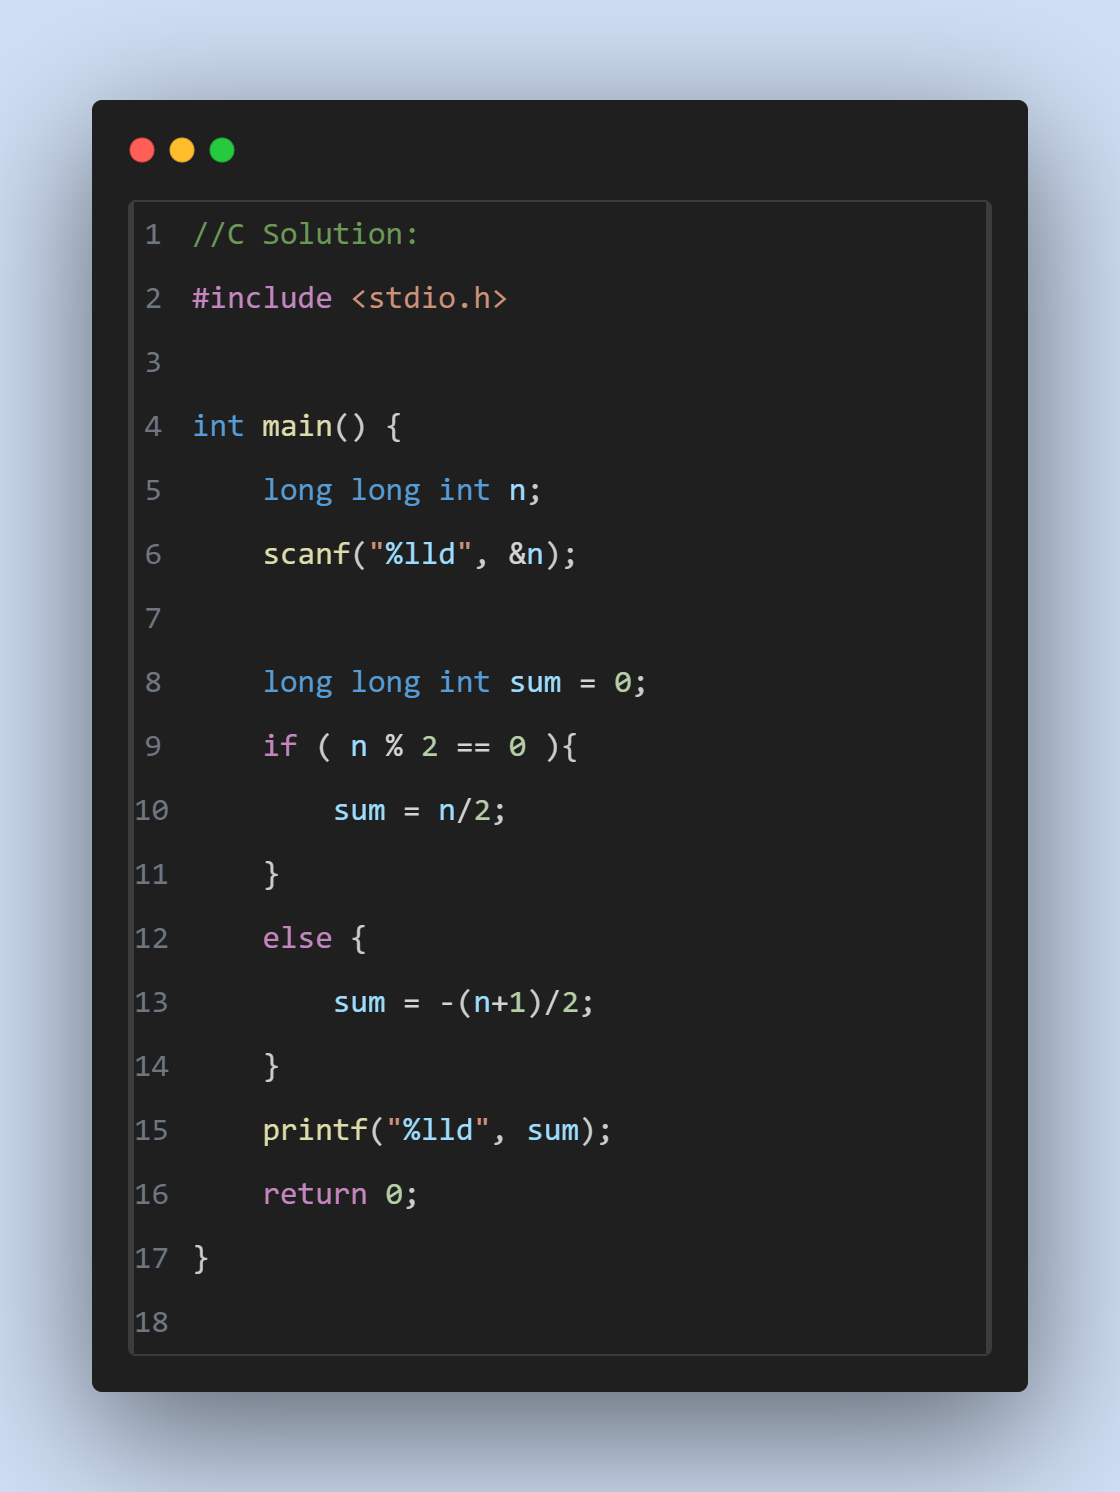 1 //C Solution:
2 #include <stdio.h>
3
4 int main() {
5     long long int n;
6     scanf("%lld", &n);
7
8     long long int sum = 0;
9     if ( n % 2 == 0 ){
10         sum = n/2;
11     }
12     else {
13         sum = -(n+1)/2;
14     }
15     printf("%lld", sum);
16     return 0;
17 }
18